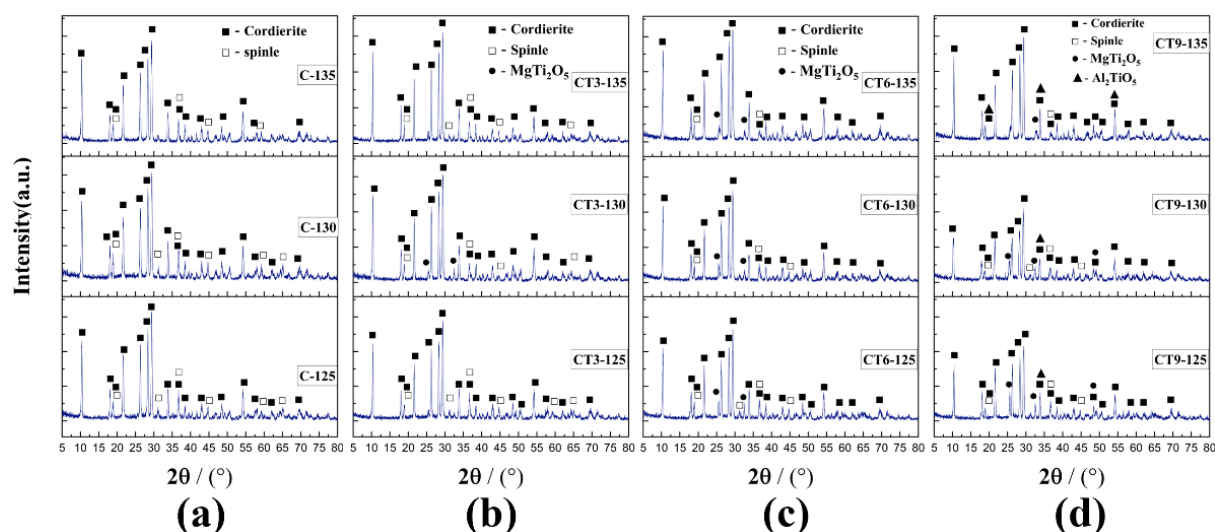 Intensity(a.u.)
■ - Cordierite
□ - spinle
C-135
C-130
C-125
5 10 15 20 25 30 35 40 45 50 55 60 65 70 75 80
2θ / (°)
(a)
■ - Cordierite
□ - Spinle
● - MgTi₂O₅
CT3-135
CT3-130
CT3-125
5 10 15 20 25 30 35 40 45 50 55 60 65 70 75 80
2θ / (°)
(b)
■ - Cordierite
□ - Spinle
● - MgTi₂O₅
CT6-135
CT6-130
CT6-125
5 10 15 20 25 30 35 40 45 50 55 60 65 70 75 80
2θ / (°)
(c)
■ - Cordierite
□ - Spinle
● - MgTi₂O₅
▲ - Al₂TiO₅
CT9-135
CT9-130
CT9-125
5 10 15 20 25 30 35 40 45 50 55 60 65 70 75 80
2θ / (°)
(d)